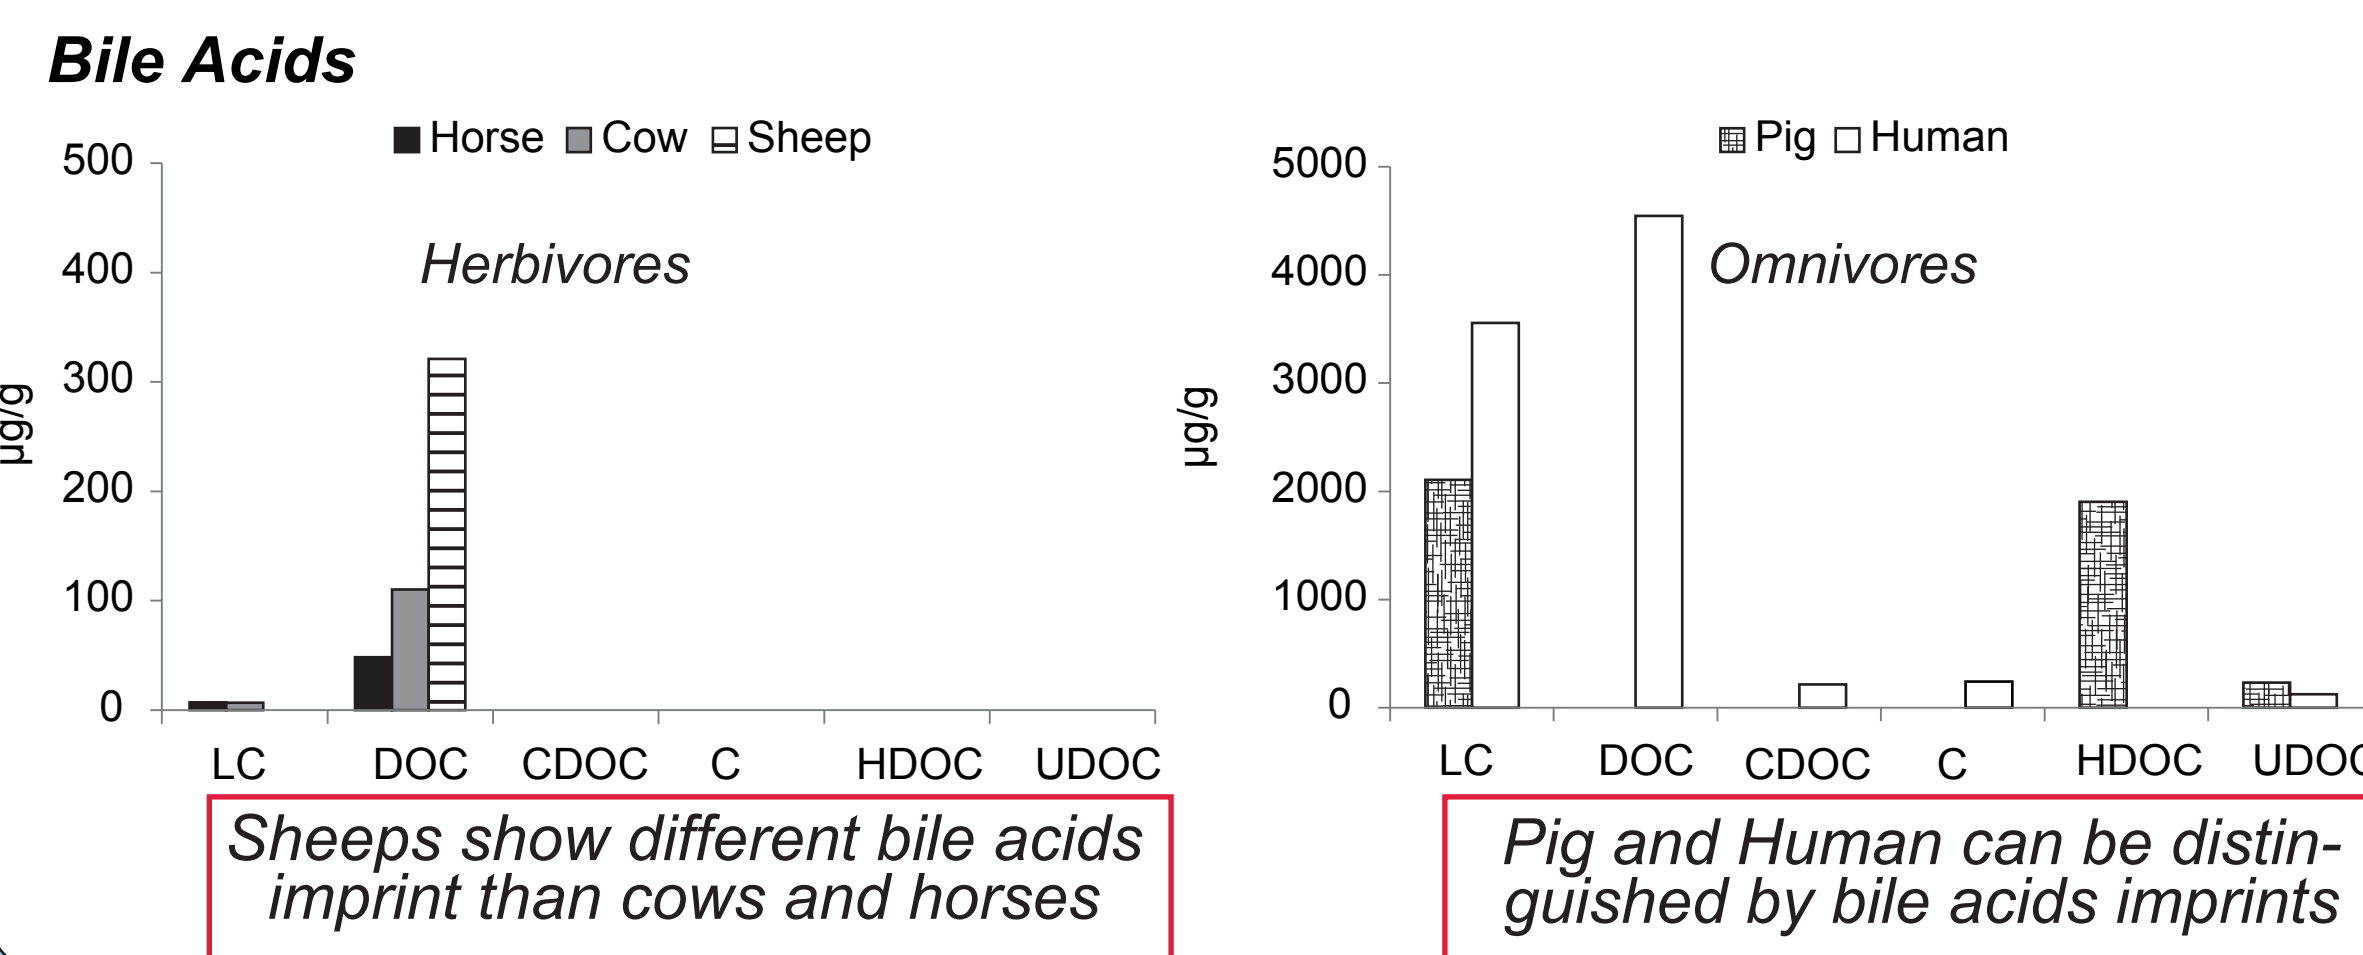 Bile Acids
Horse Cow Sheep
500
400
300
200
100
0
µg/g
Herbivores
LC DOC CDOC C HDOC UDOC
Sheeps show different bile acids
imprint than cows and horses
Pig Human
5000
4000
3000
2000
1000
0
µg/g
Omnivores
LC DOC CDOC C HDOC UDOC
Pig and Human can be distin-
guished by bile acids imprints